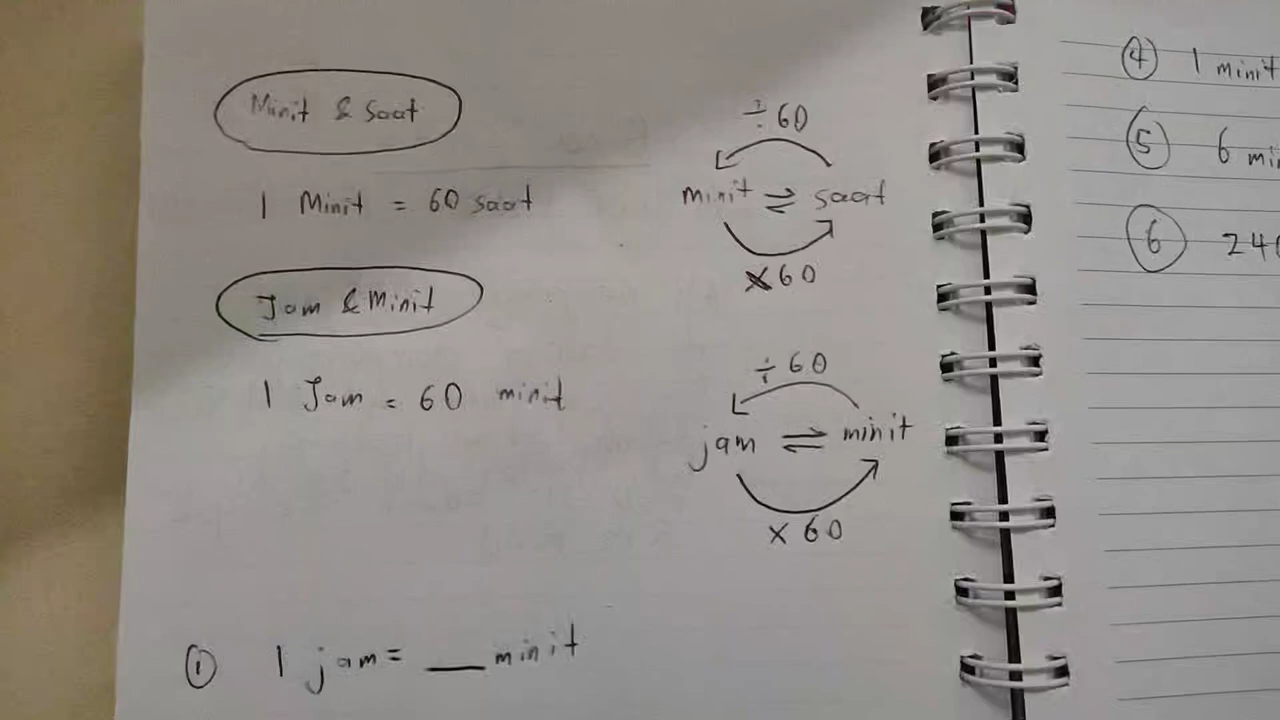 Minit & Saat
1 Minit = 60 saat
÷ 60
minit ⇌ saat
x 60
Jam & Minit
1 Jam = 60 minit
÷ 60
jam ⇌ minit
x 60
① 1 jam = __ minit
④ 1 minit
⑤ 6
⑥